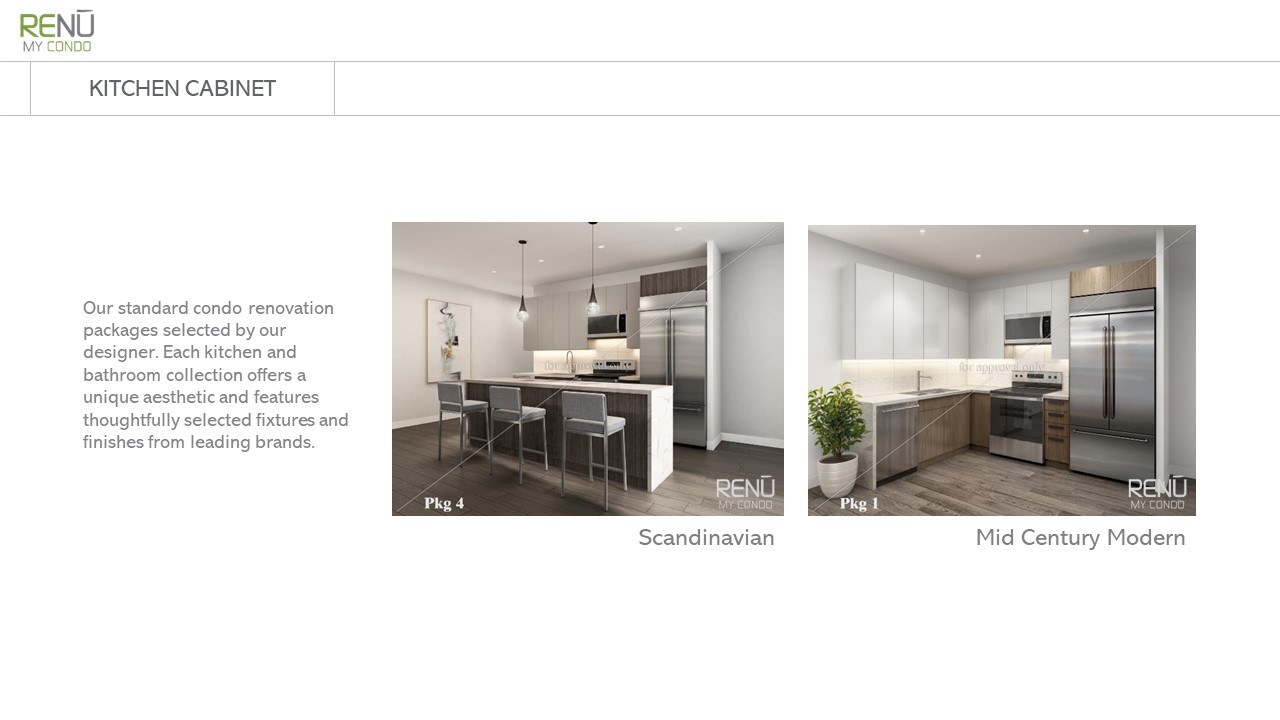 RENŪ
MY CONDO
KITCHEN CABINET
Our standard condo renovation
packages selected by our
designer. Each kitchen and
bathroom collection offers a
unique aesthetic and features
thoughtfully selected fixtures and
finishes from leading brands.
for approval only
Pkg 4
RENŪ
MY CONDO
Scandinavian
for approval only
Pkg 1
RENŪ
MY CONDO
Mid Century Modern